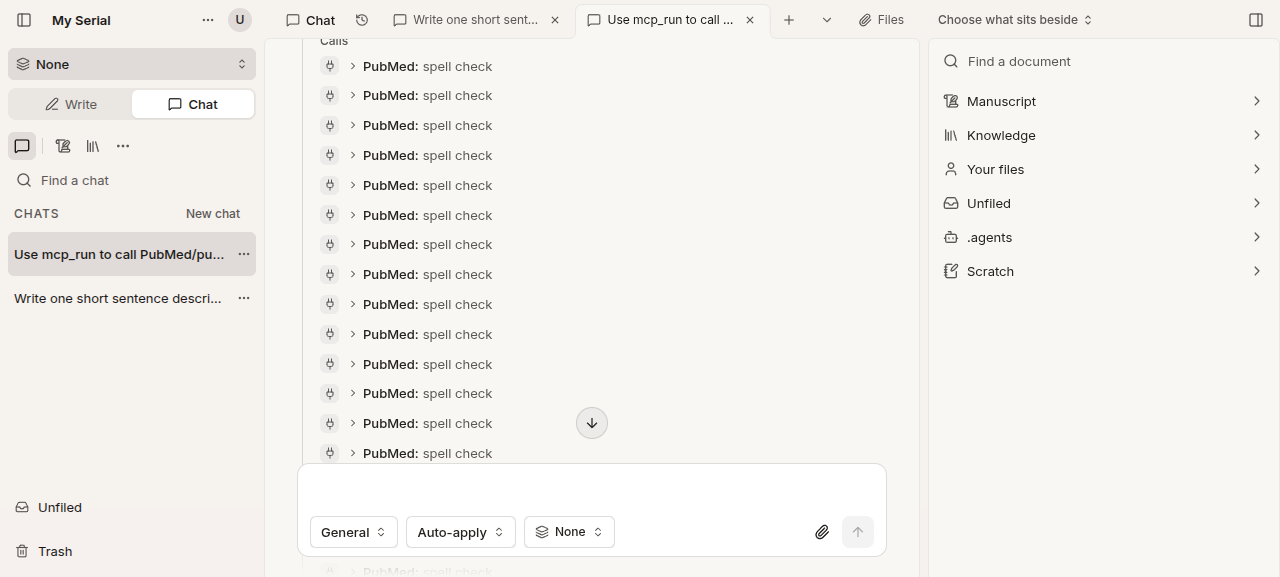 My Serial
U
Chat
Write one short sent...
Use mcp_run to call ...
Files
Choose what sits beside
None
Write
Chat
Find a chat
CHATS
New chat
Use mcp_run to call PubMed/pu...
Write one short sentence descri...
Unfiled
Trash
Calls
PubMed: spell check
PubMed: spell check
PubMed: spell check
PubMed: spell check
PubMed: spell check
PubMed: spell check
PubMed: spell check
PubMed: spell check
PubMed: spell check
PubMed: spell check
PubMed: spell check
PubMed: spell check
PubMed: spell check
PubMed: spell check
General
Auto-apply
None
PubMed: spell check
Find a document
Manuscript
Knowledge
Your files
Unfiled
.agents
Scratch